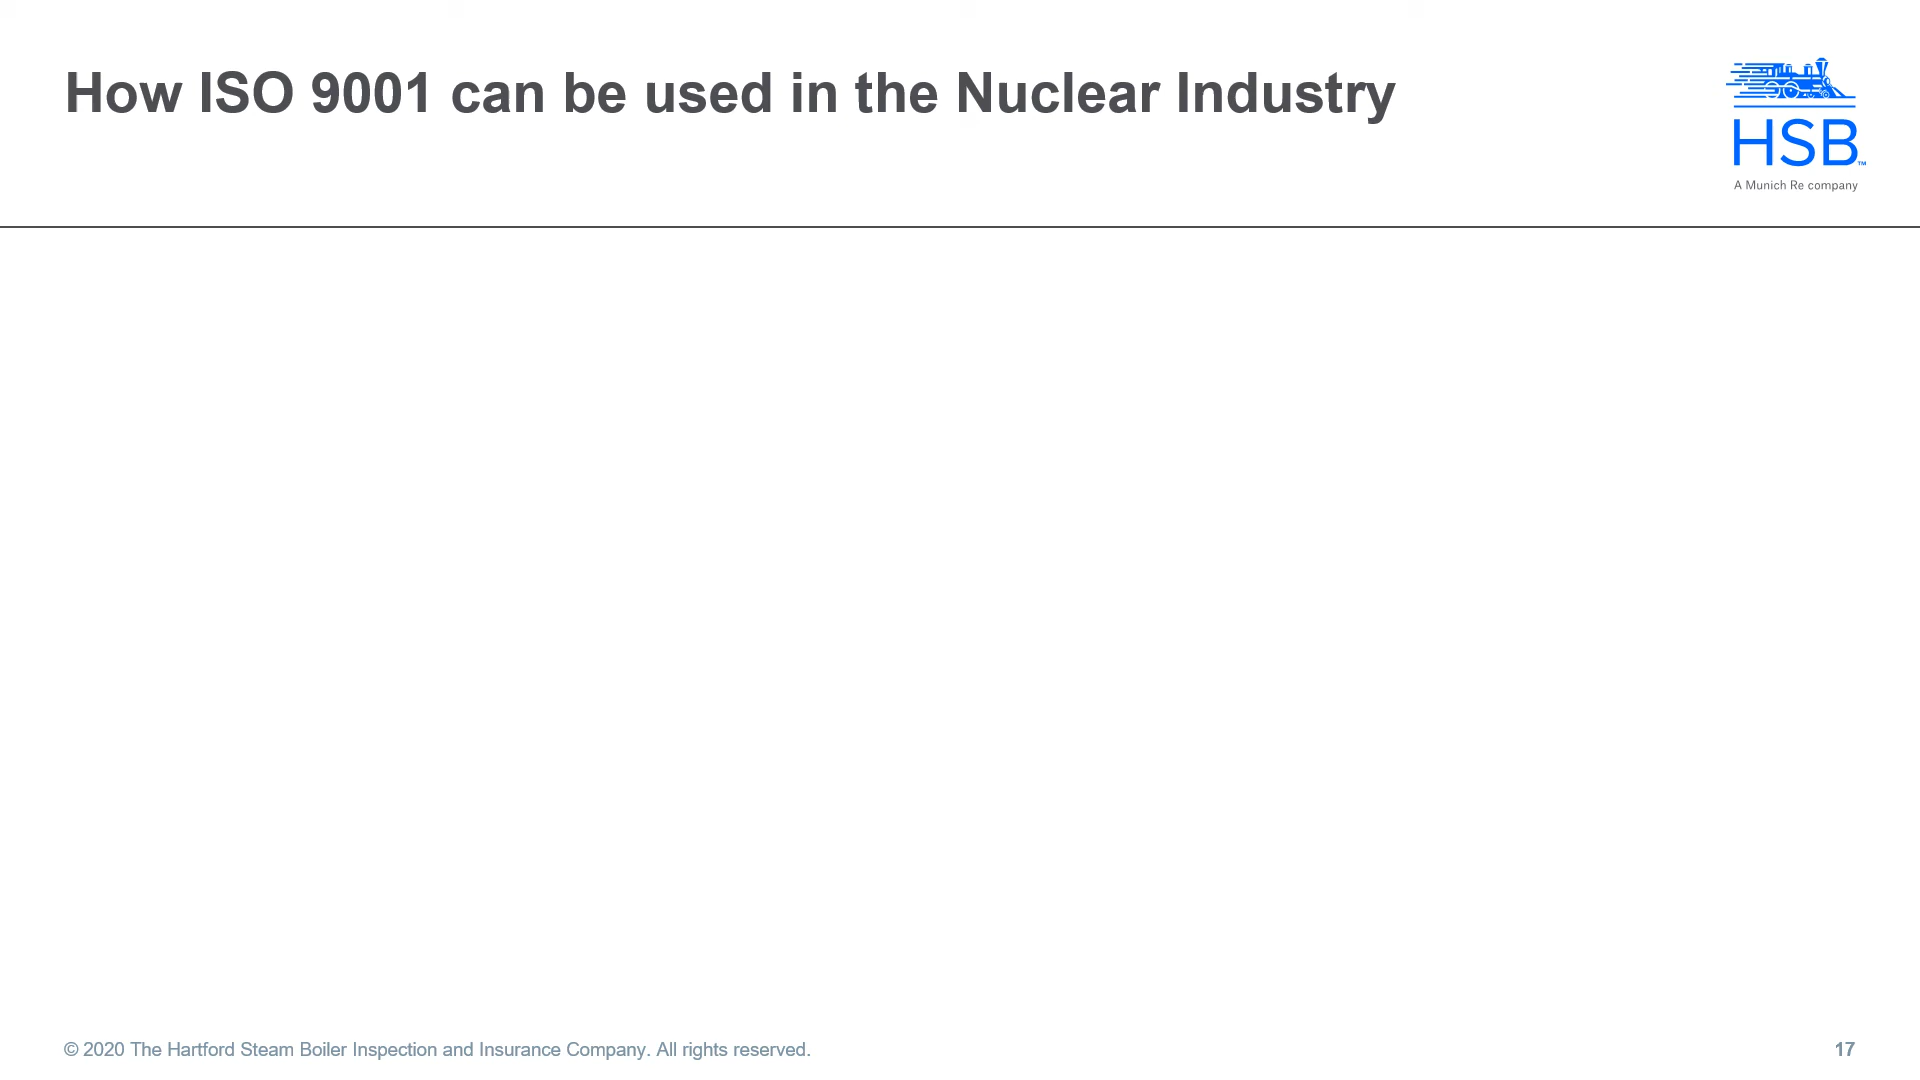 How ISO 9001 can be used in the Nuclear Industry
HSB™
A Munich Re company
© 2020 The Hartford Steam Boiler Inspection and Insurance Company. All rights reserved.
17